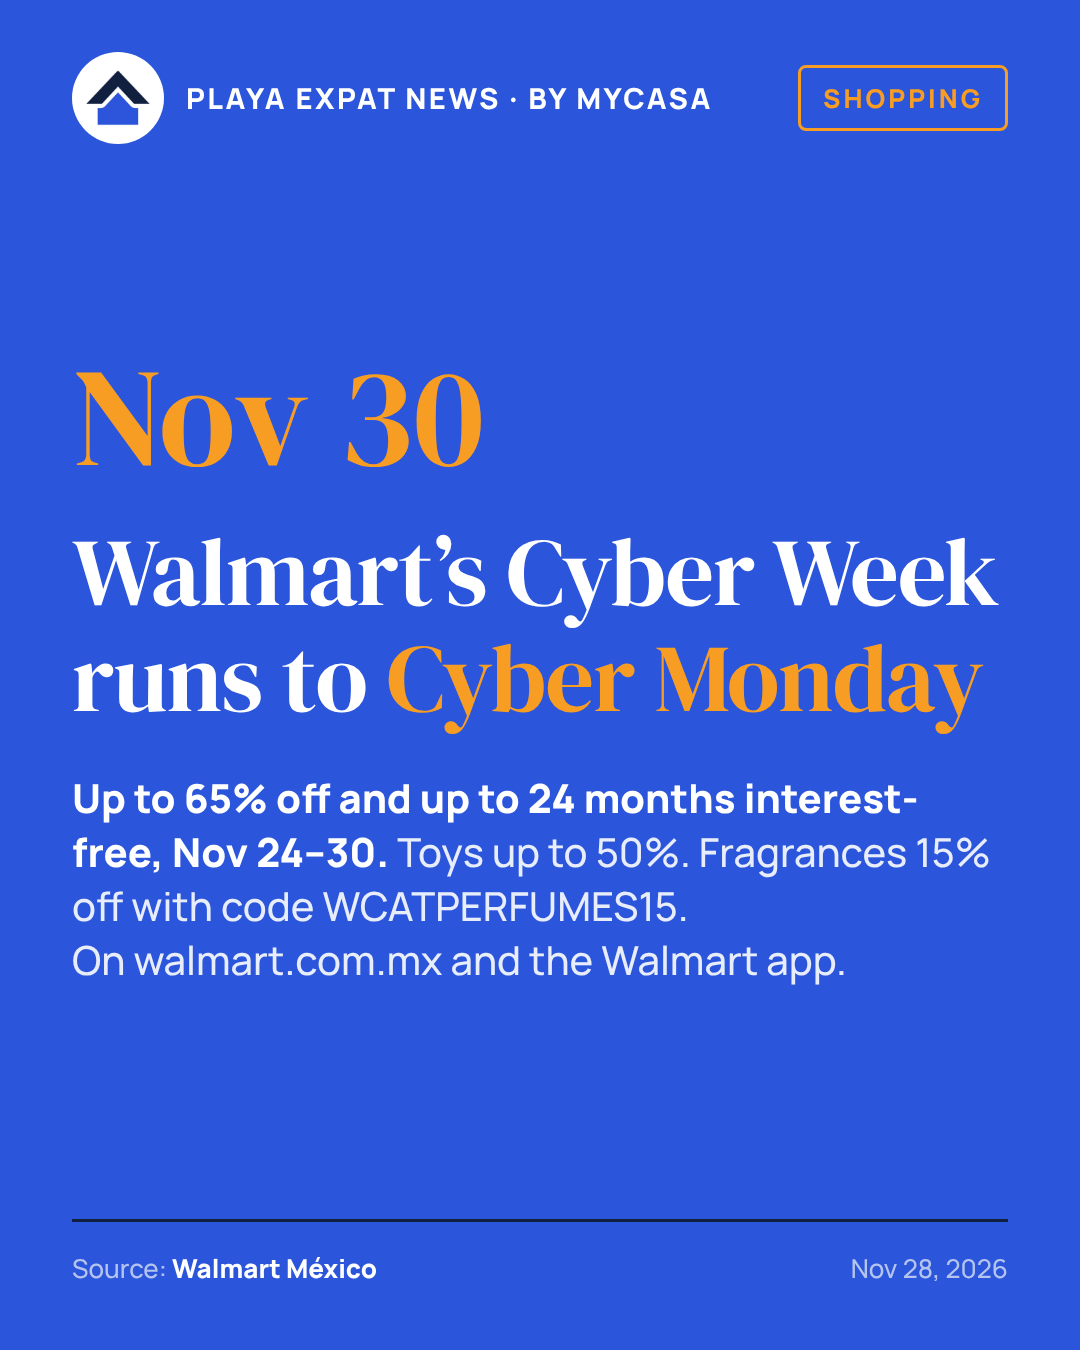 PLAYA EXPAT NEWS · BY MYCASA
SHOPPING
Nov 30
Walmart’s Cyber Week
runs to Cyber Monday
Up to 65% off and up to 24 months interest-
free, Nov 24–30. Toys up to 50%. Fragrances 15%
off with code WCATPERFUMES15.
On walmart.com.mx and the Walmart app.
Source: Walmart México
Nov 28, 2026